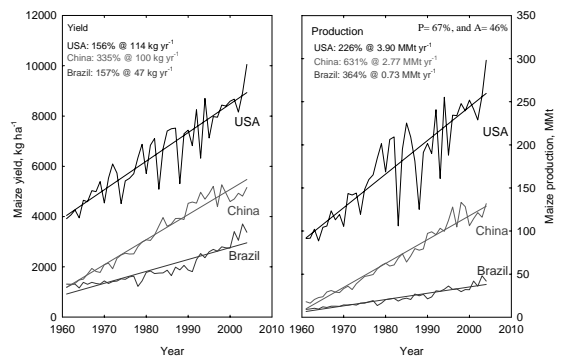 Yield
USA: 156% @ 114 kg yr-1
China: 335% @ 100 kg yr-1
Brazil: 157% @ 47 kg yr-1
12000
10000
8000
6000
4000
2000
0
Maize yield, kg ha-1
USA
China
Brazil
1960 1970 1980 1990 2000 2010
Year
Production
P= 67%, and A= 46%
USA: 226% @ 3.90 MMt yr-1
China: 631% @ 2.77 MMt yr-1
Brazil: 364% @ 0.73 MMt yr-1
USA
China
Brazil
350
300
250
200
150
100
50
0
Maize production, MMt
1960 1970 1980 1990 2000 2010
Year